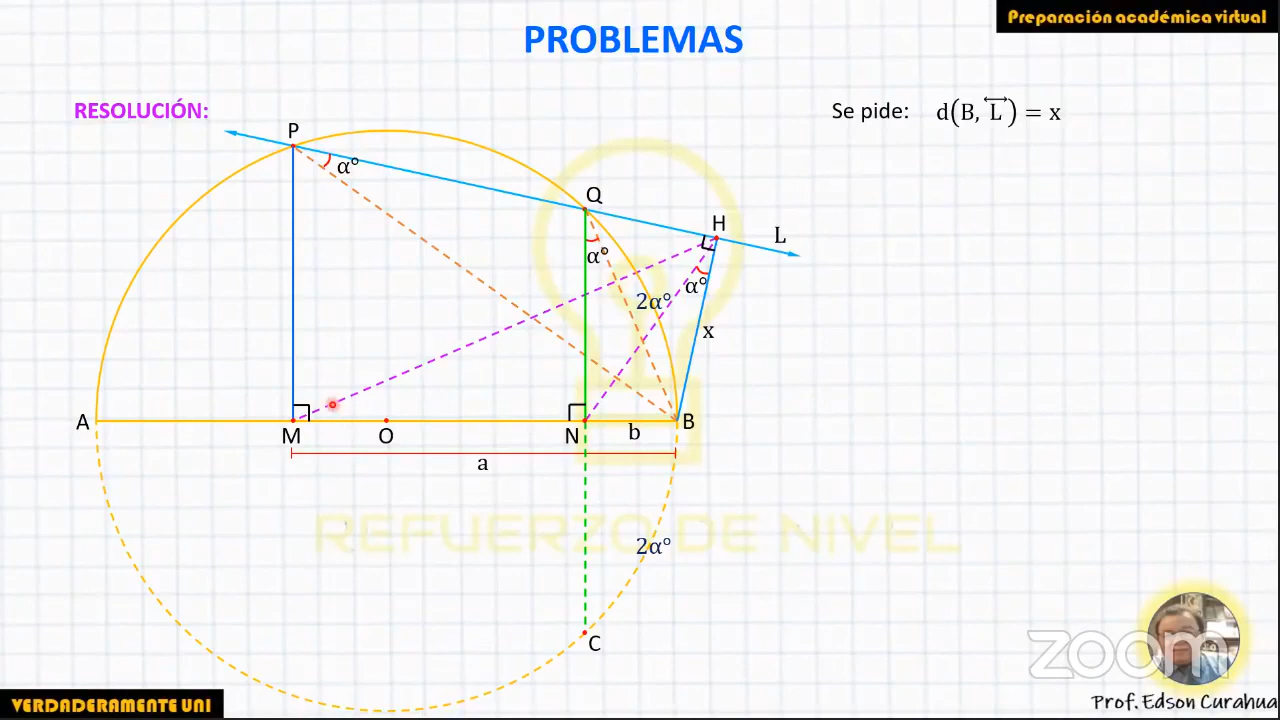 Preparación académica virtual
PROBLEMAS
RESOLUCIÓN:
Se pide: d(B, L) = x
P
α°
Q
H
L
α°
α°
2α°
x
A
M
O
N
b
B
a
REFUERZO DE NIVEL
2α°
C
zoom
VERDADERAMENTE UNI
Prof. Edson Curahua